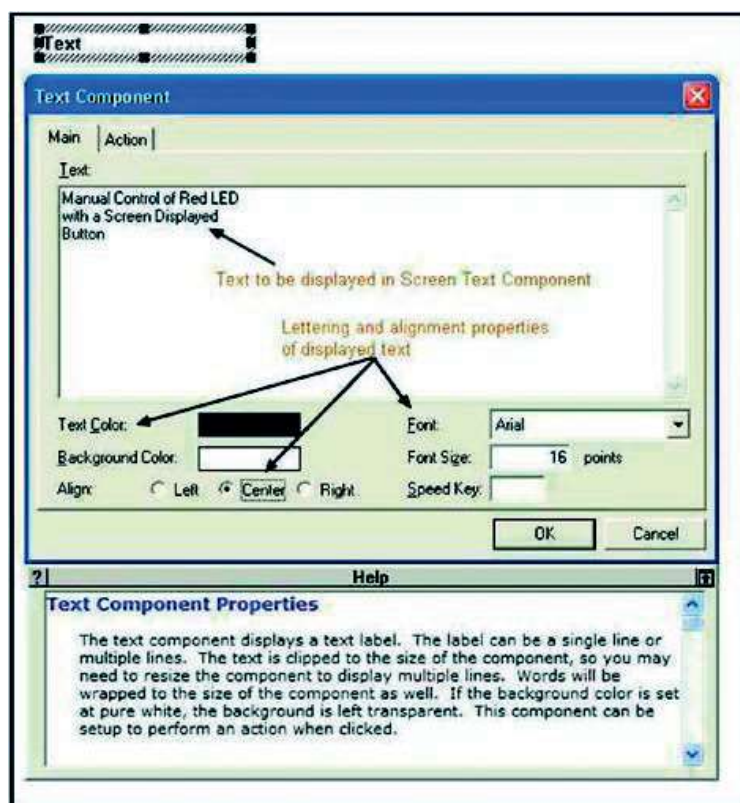 Text
Text Component
Main Action
Text:
Manual Control of Red LED
with a Screen Displayed
Button
Text to be displayed in Screen Text Component
Lettering and alignment properties
of displayed text
Text Color:
Font: Arial
Background Color:
Font Size: 16 points
Align: Left Center Right
Speed Key:
OK Cancel
? Help
Text Component Properties
The text component displays a text label. The label can be a single line or
multiple lines. The text is clipped to the size of the component, so you may
need to resize the component to display multiple lines. Words will be
wrapped to the size of the component as well. If the background color is set
at pure white, the background is left transparent. This component can be
setup to perform an action when clicked.